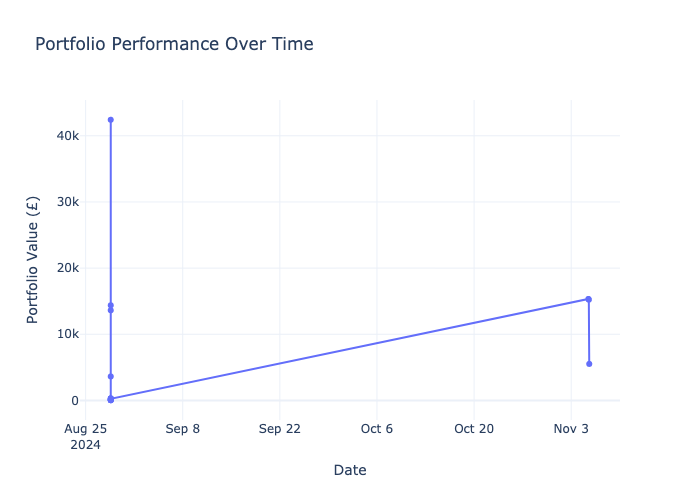 Portfolio Performance Over Time
Portfolio Value (£)
40k
30k
20k
10k
0
Aug 25
2024
Sep 8
Sep 22
Oct 6
Oct 20
Nov 3
Date